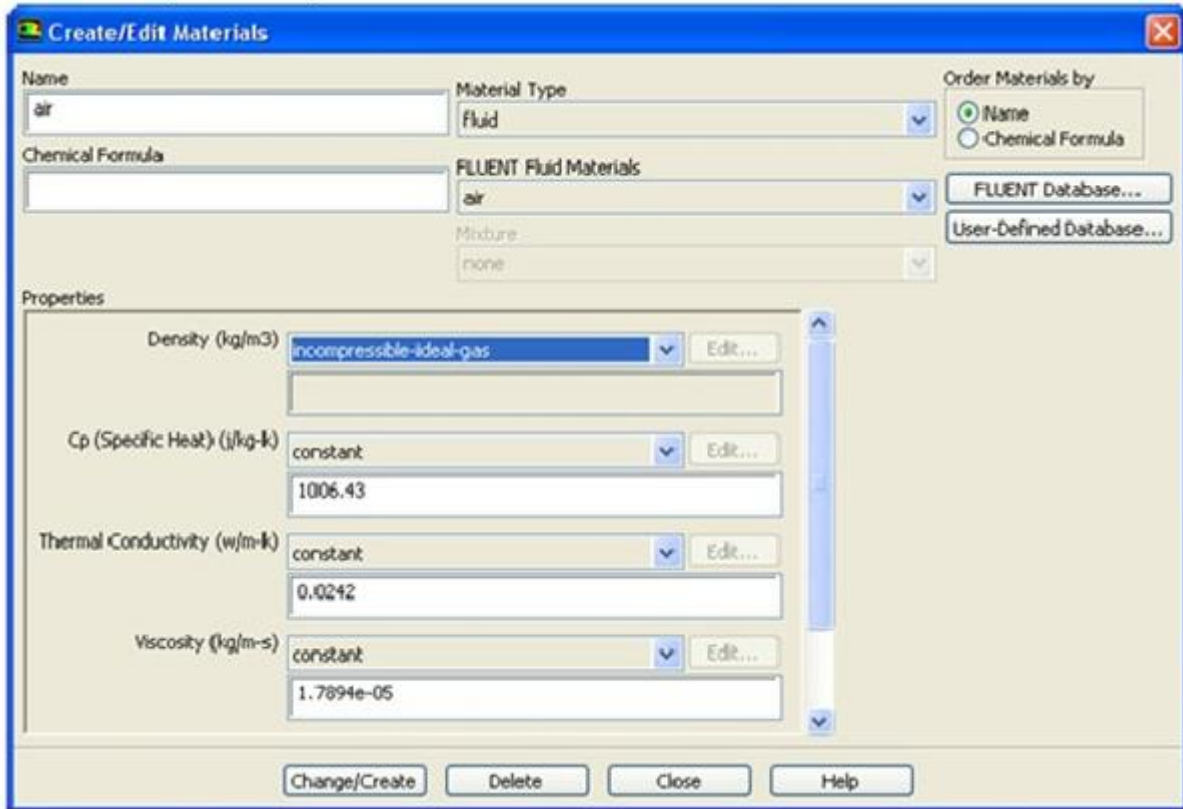 Create/Edit Materials
Name
air
Material Type
fluid
Order Materials by
Name
Chemical Formula
Chemical Formula
FLUENT Fluid Materials
air
FLUENT Database...
User-Defined Database...
Mixture
none
Properties
Density (kg/m3)
incompressible-ideal-gas
Edit...
Cp (Specific Heat) (j/kg-k)
constant
Edit...
1006.43
Thermal Conductivity (w/m-k)
constant
Edit...
0.0242
Viscosity (kg/m-s)
constant
Edit...
1.7894e-05
Change/Create
Delete
Close
Help